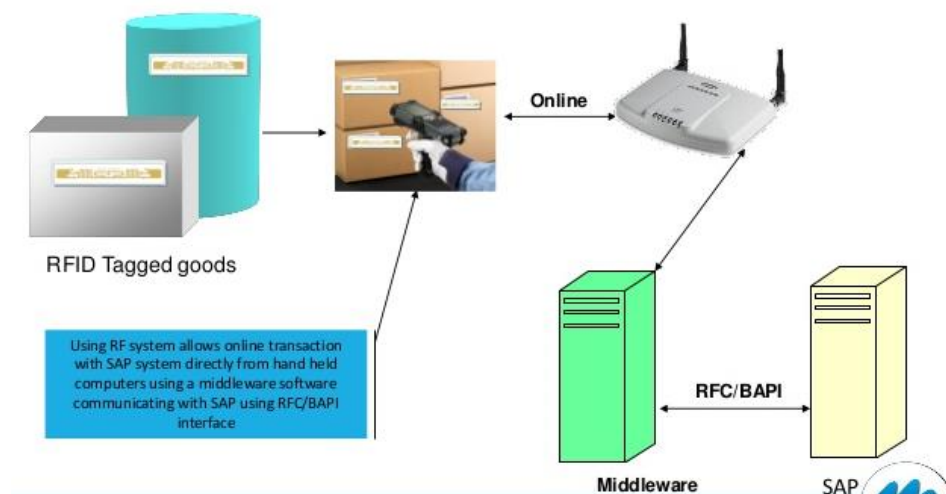 Online
RFID Tagged goods
Using RF system allows online transaction
with SAP system directly from hand held
computers using a middleware software
communicating with SAP using RFC/BAPI
interface
RFC/BAPI
Middleware
SAP